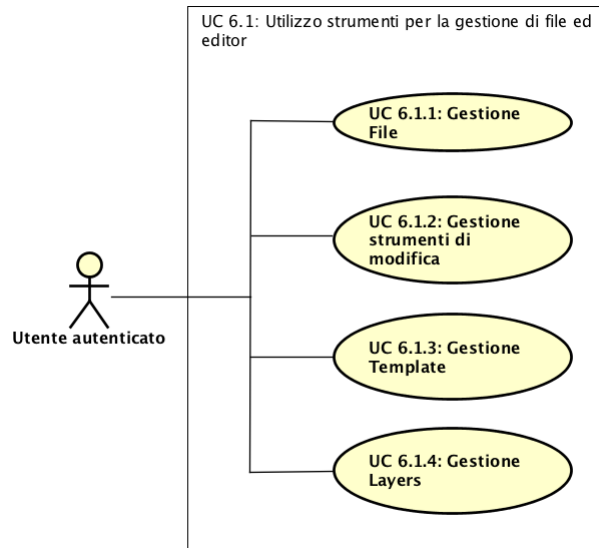 UC 6.1: Utilizzo strumenti per la gestione di file ed
editor
UC 6.1.1: Gestione
File
UC 6.1.2: Gestione
strumenti di
modifica
Utente autenticato
UC 6.1.3: Gestione
Template
UC 6.1.4: Gestione
Layers